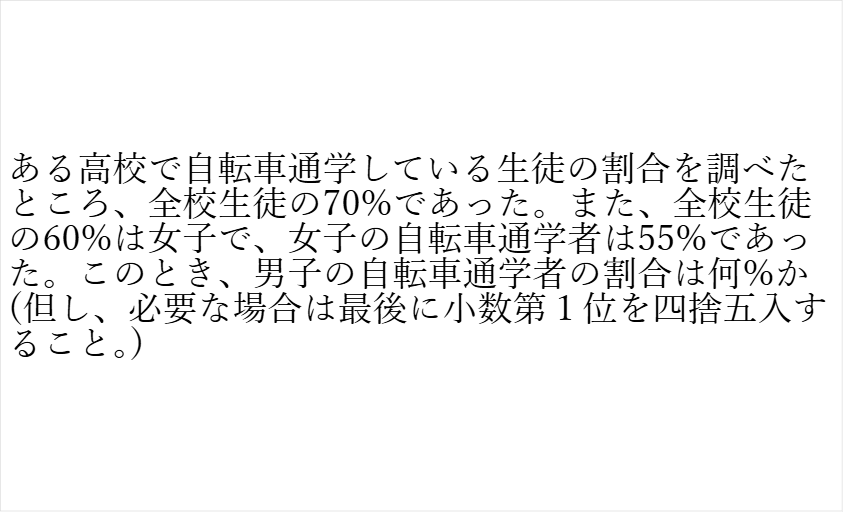 ある高校で自転車通学している生徒の割合を調べた
ところ、全校生徒の70%であった。また、全校生徒
の60%は女子で、女子の自転車通学者は55%であっ
た。このとき、男子の自転車通学者の割合は何%か
(但し、必要な場合は最後に小数第１位を四捨五入す
ること。)